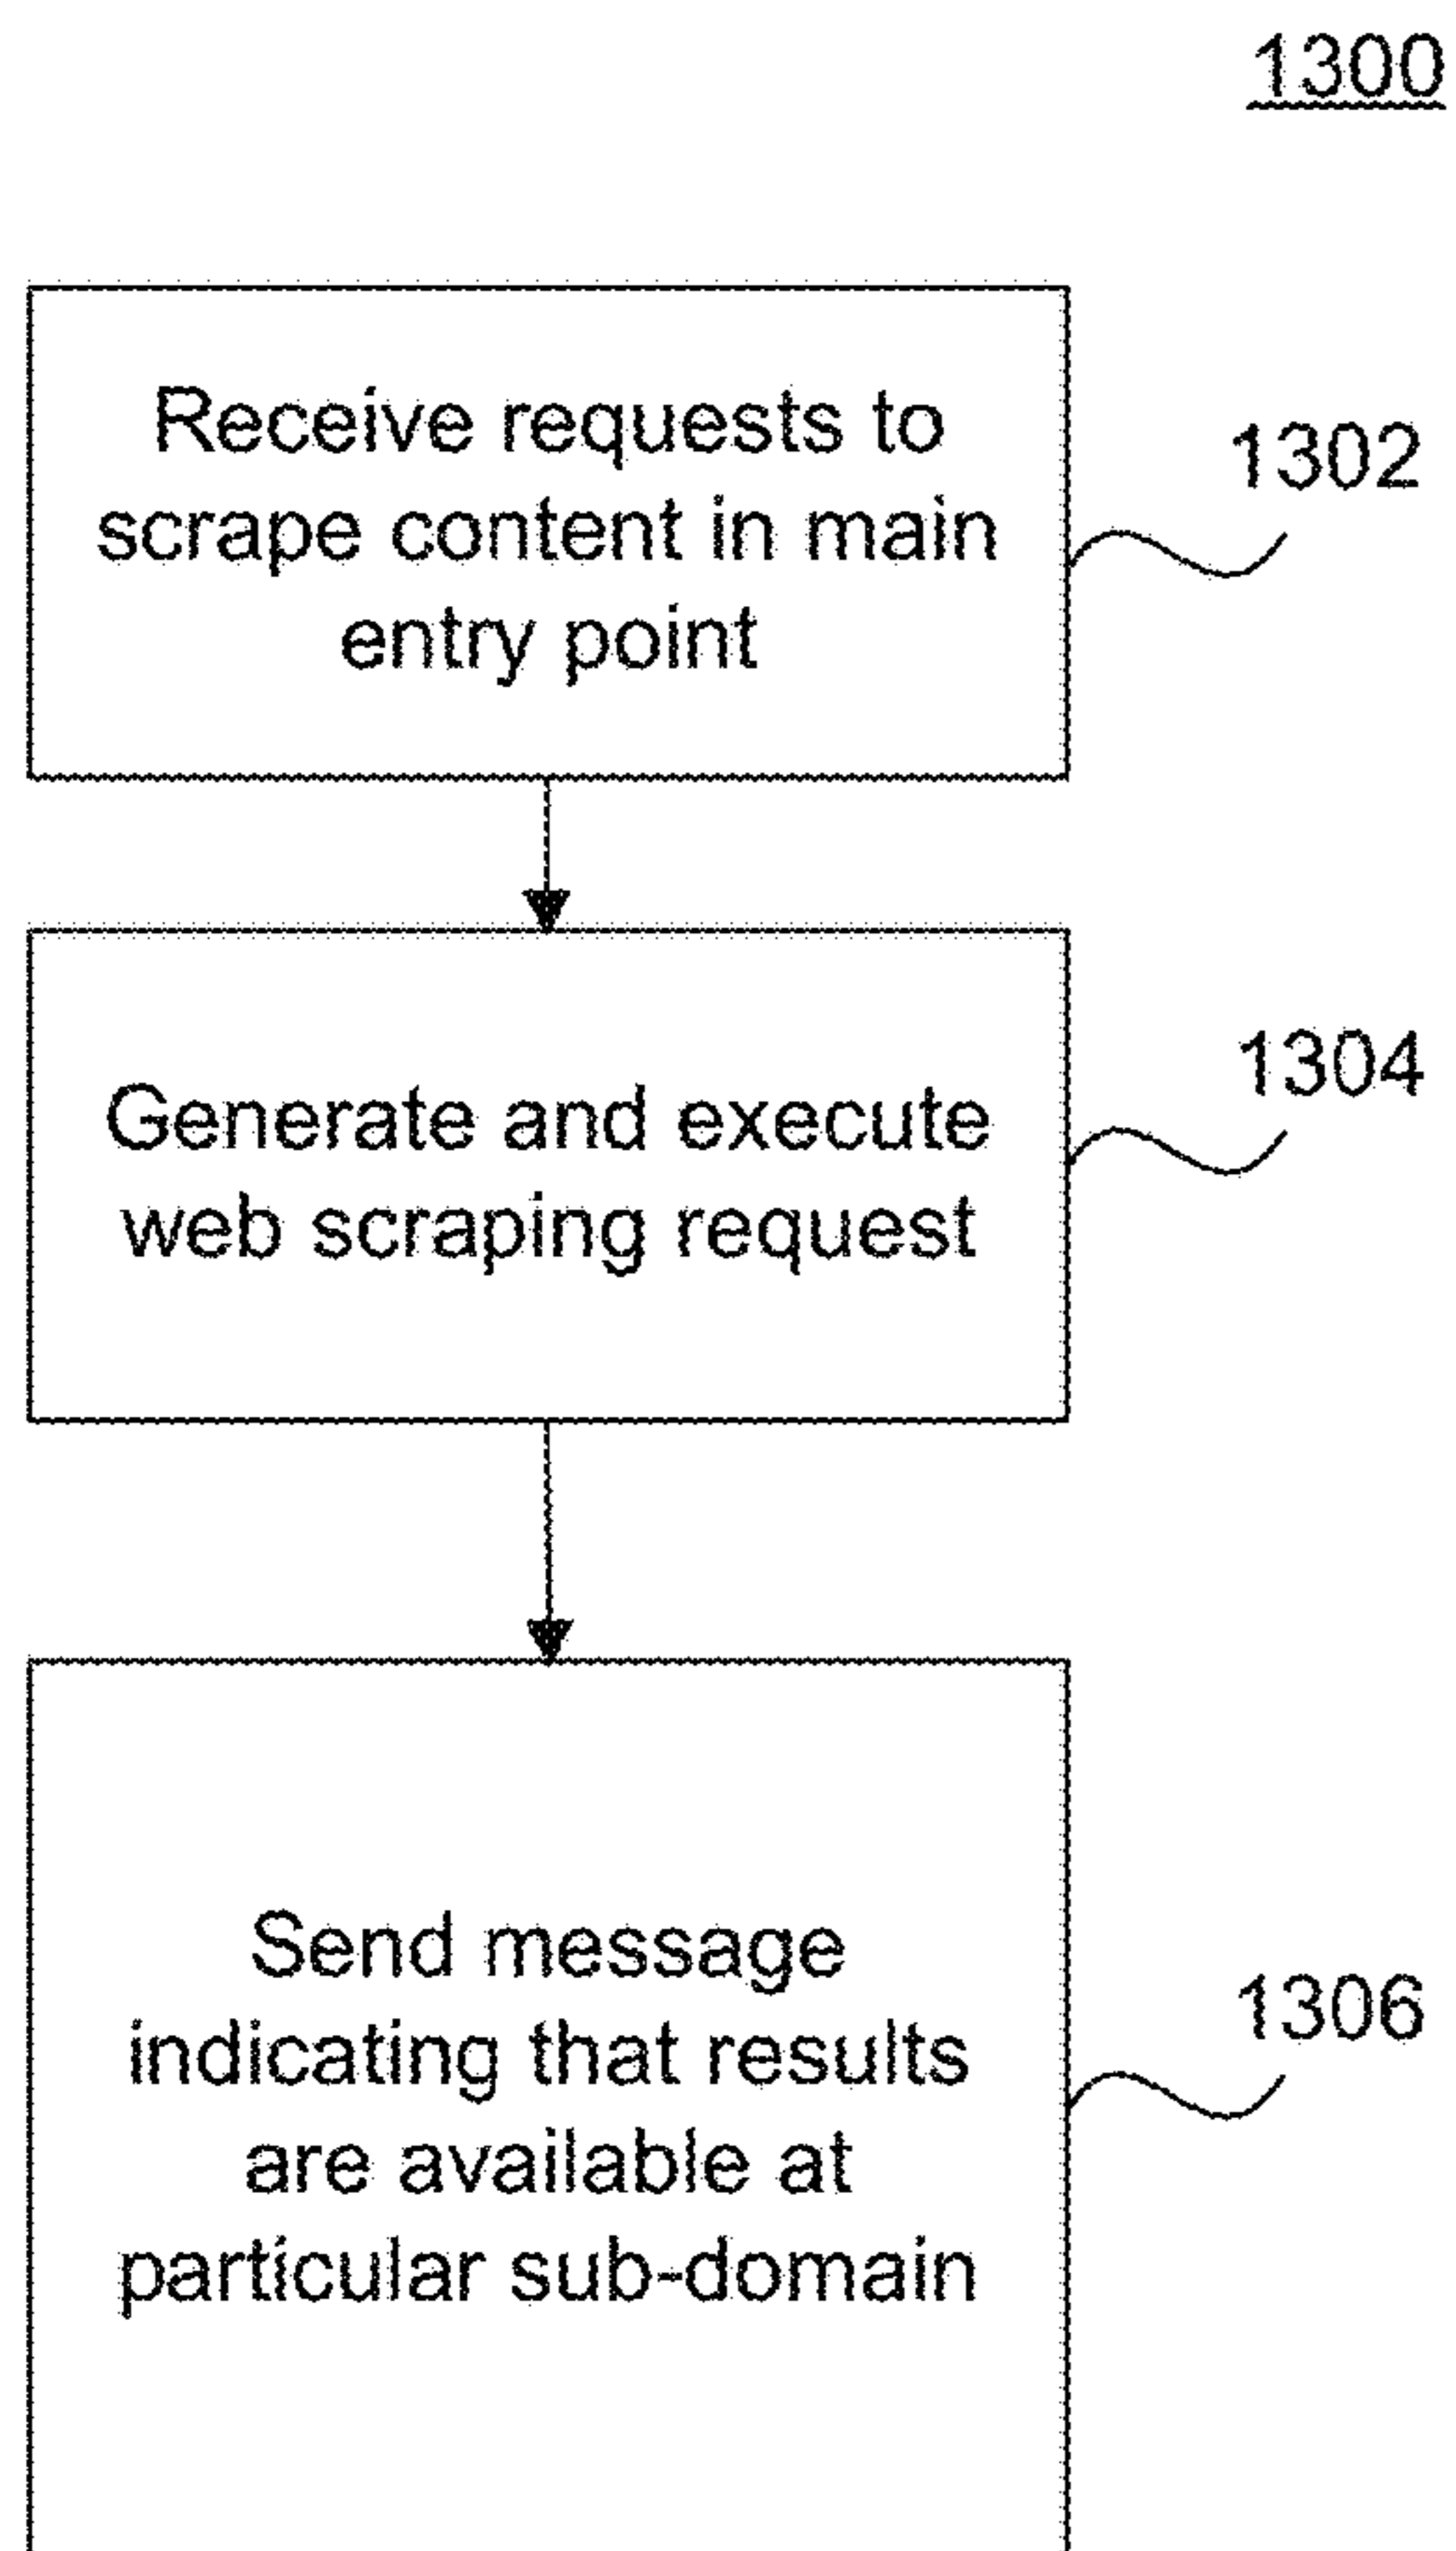 1300
Receive requests to
scrape content in main
entry point
1302
Generate and execute
web scraping request
1304
Send message
indicating that results
are available at
particular sub-domain
1306